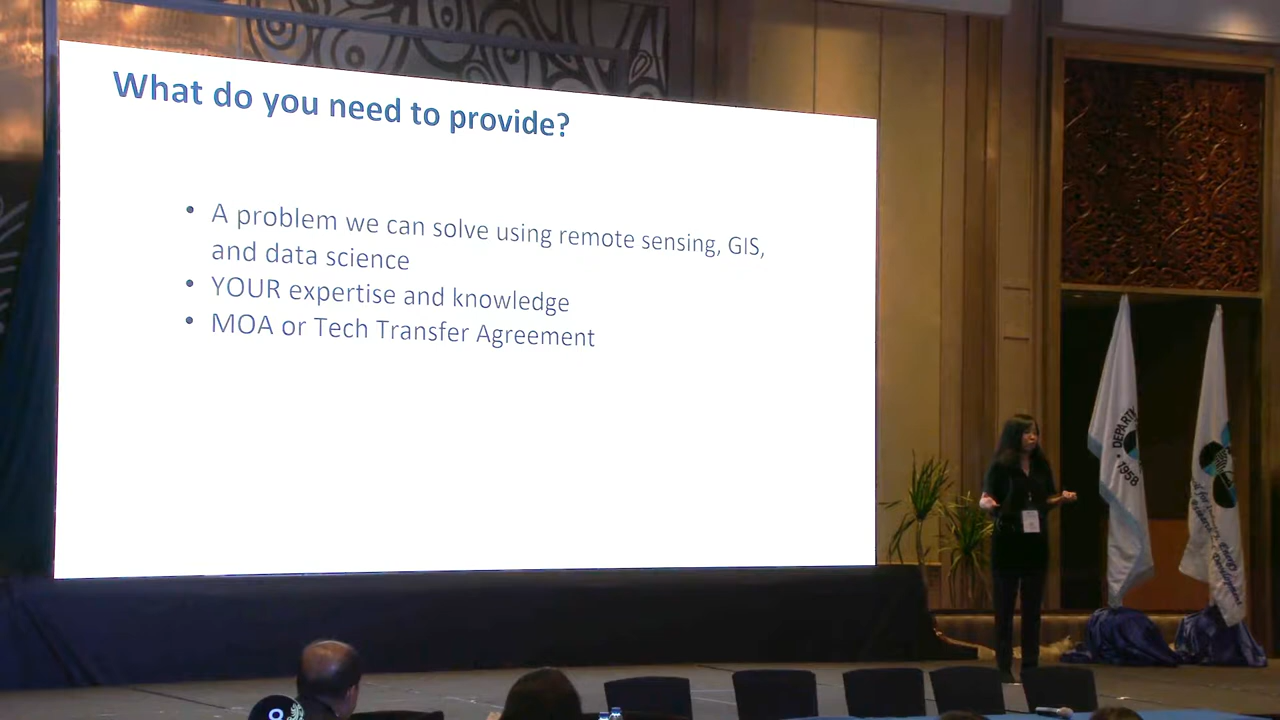 What do you need to provide?
• A problem we can solve using remote sensing, GIS,
and data science
• YOUR expertise and knowledge
• MOA or Tech Transfer Agreement
1958